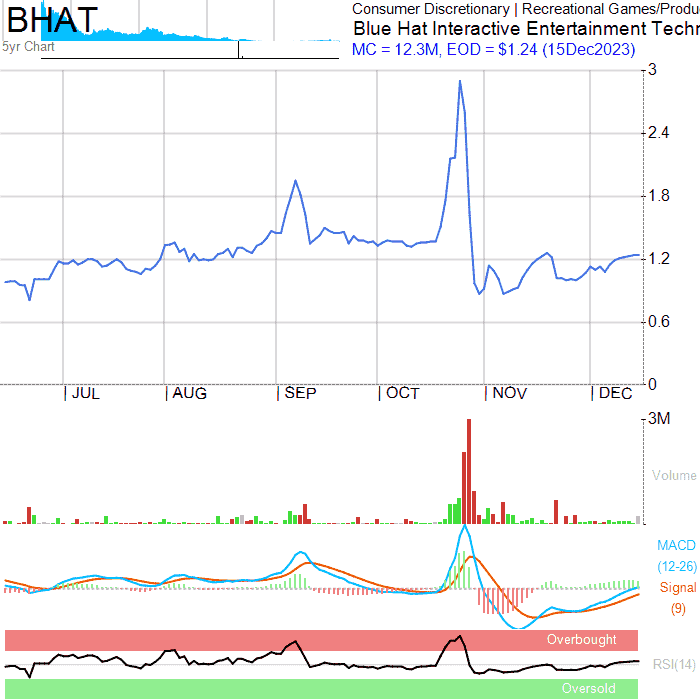 BHAT
5yr Chart
Consumer Discretionary | Recreational Games/Produ
Blue Hat Interactive Entertainment Techn
MC = 12.3M, EOD = $1.24 (15Dec2023)
3
2.4
1.8
1.2
0.6
0
| JUL | AUG | SEP | OCT | NOV | DEC
3M
Volume
MACD
(12-26)
Signal
(9)
Overbought
RSI(14)
Oversold